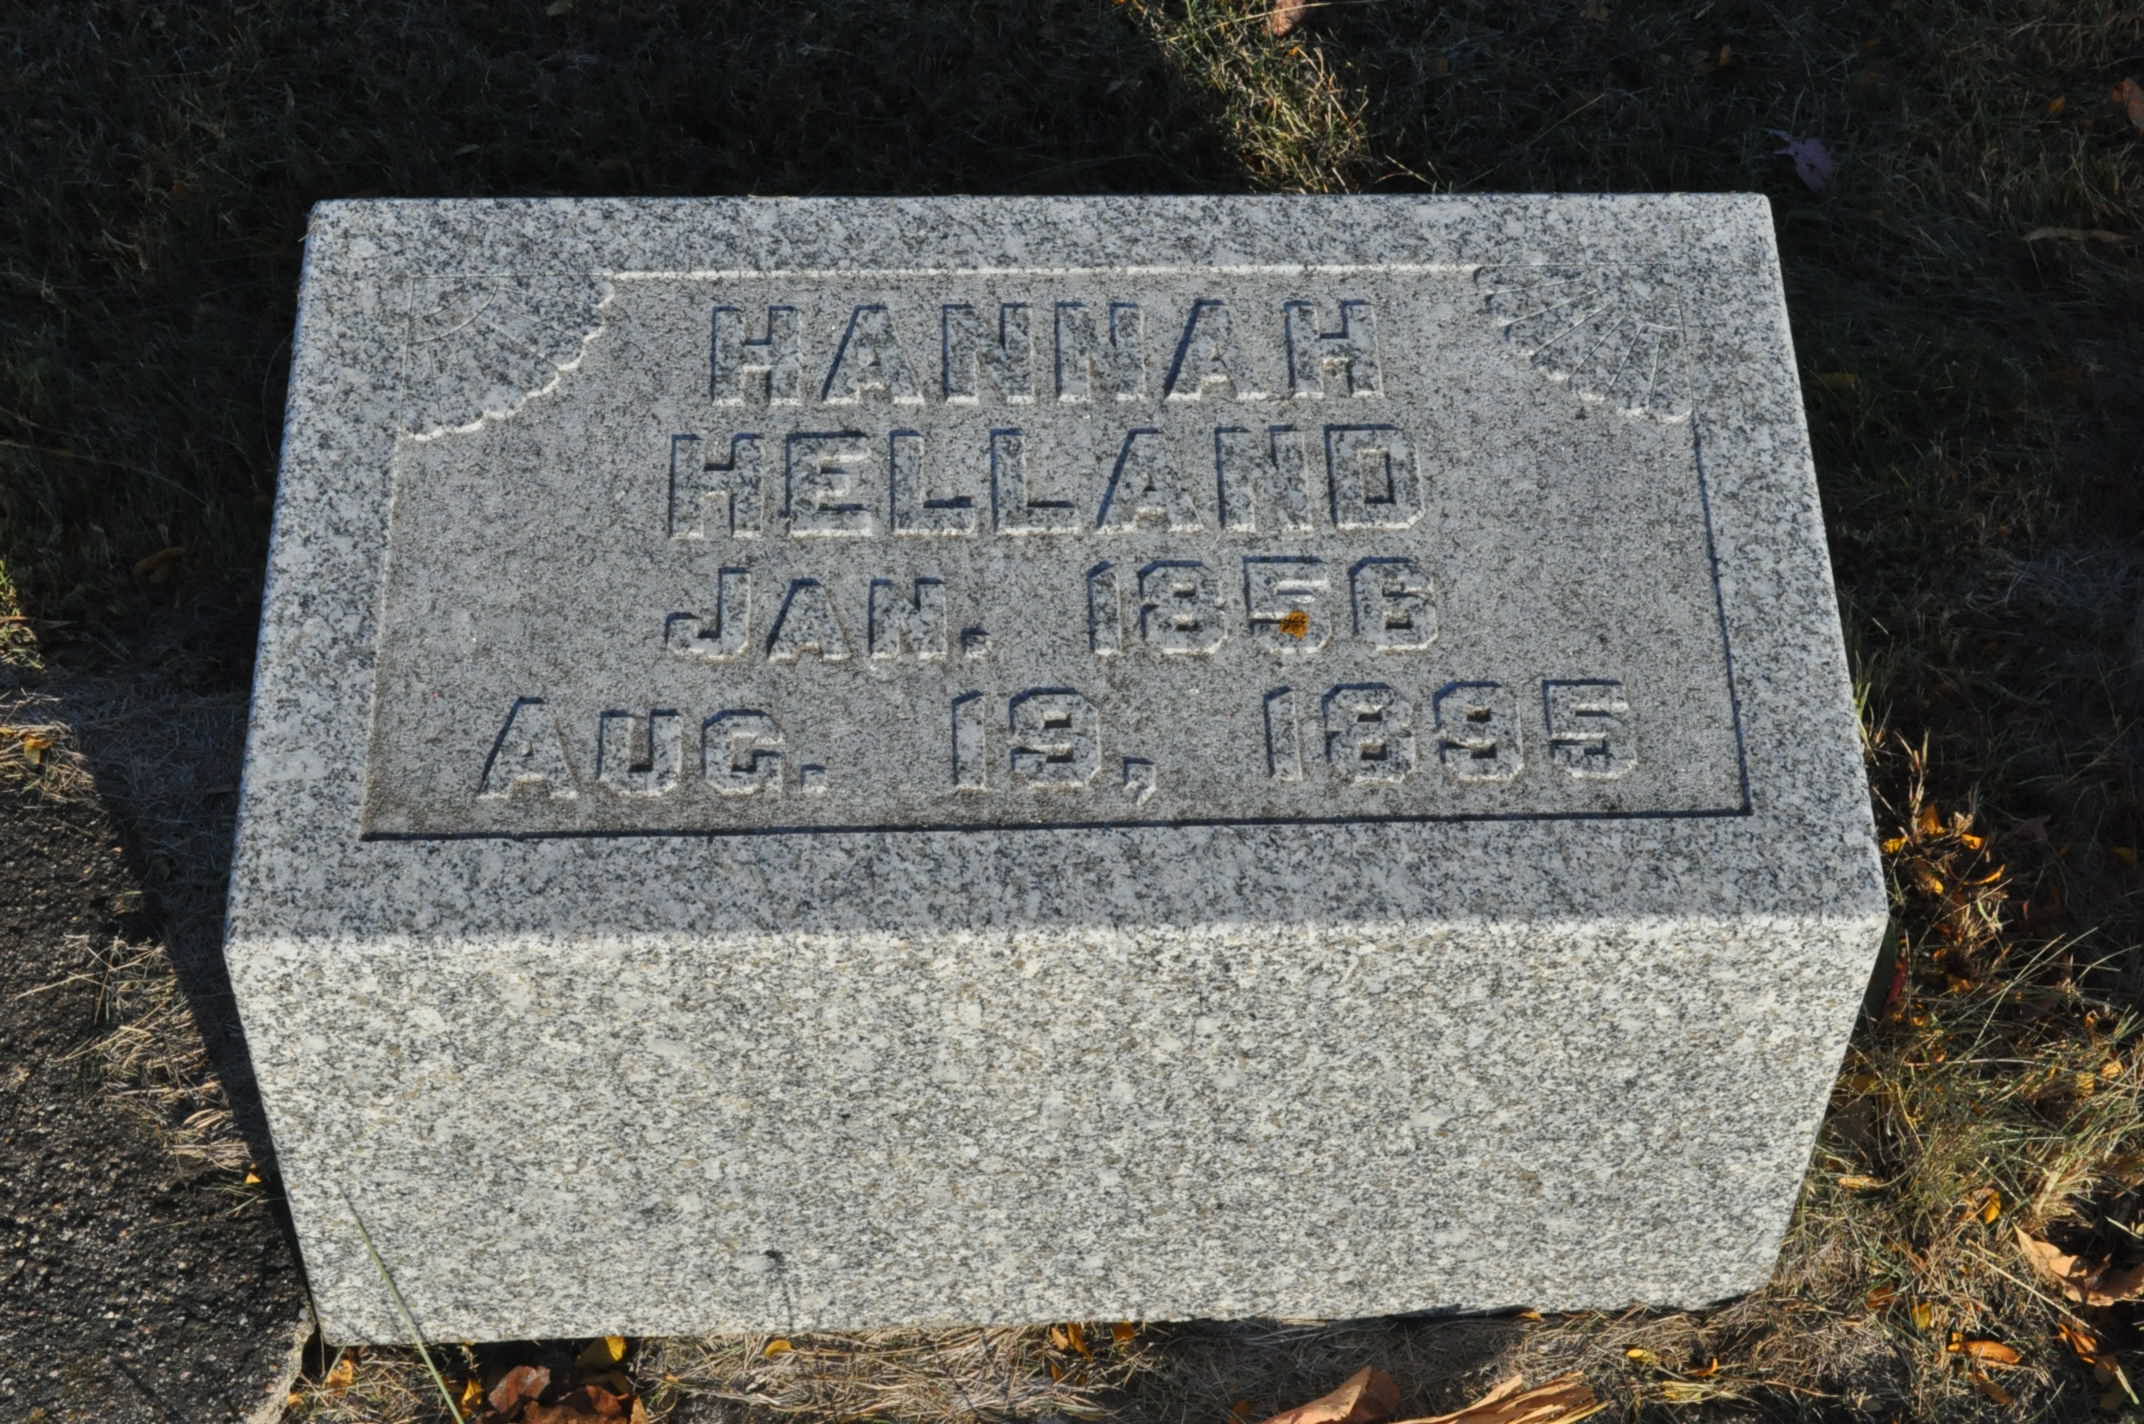 HANNAH
HELLAND
JAN. 1856
AUG. 19, 1895